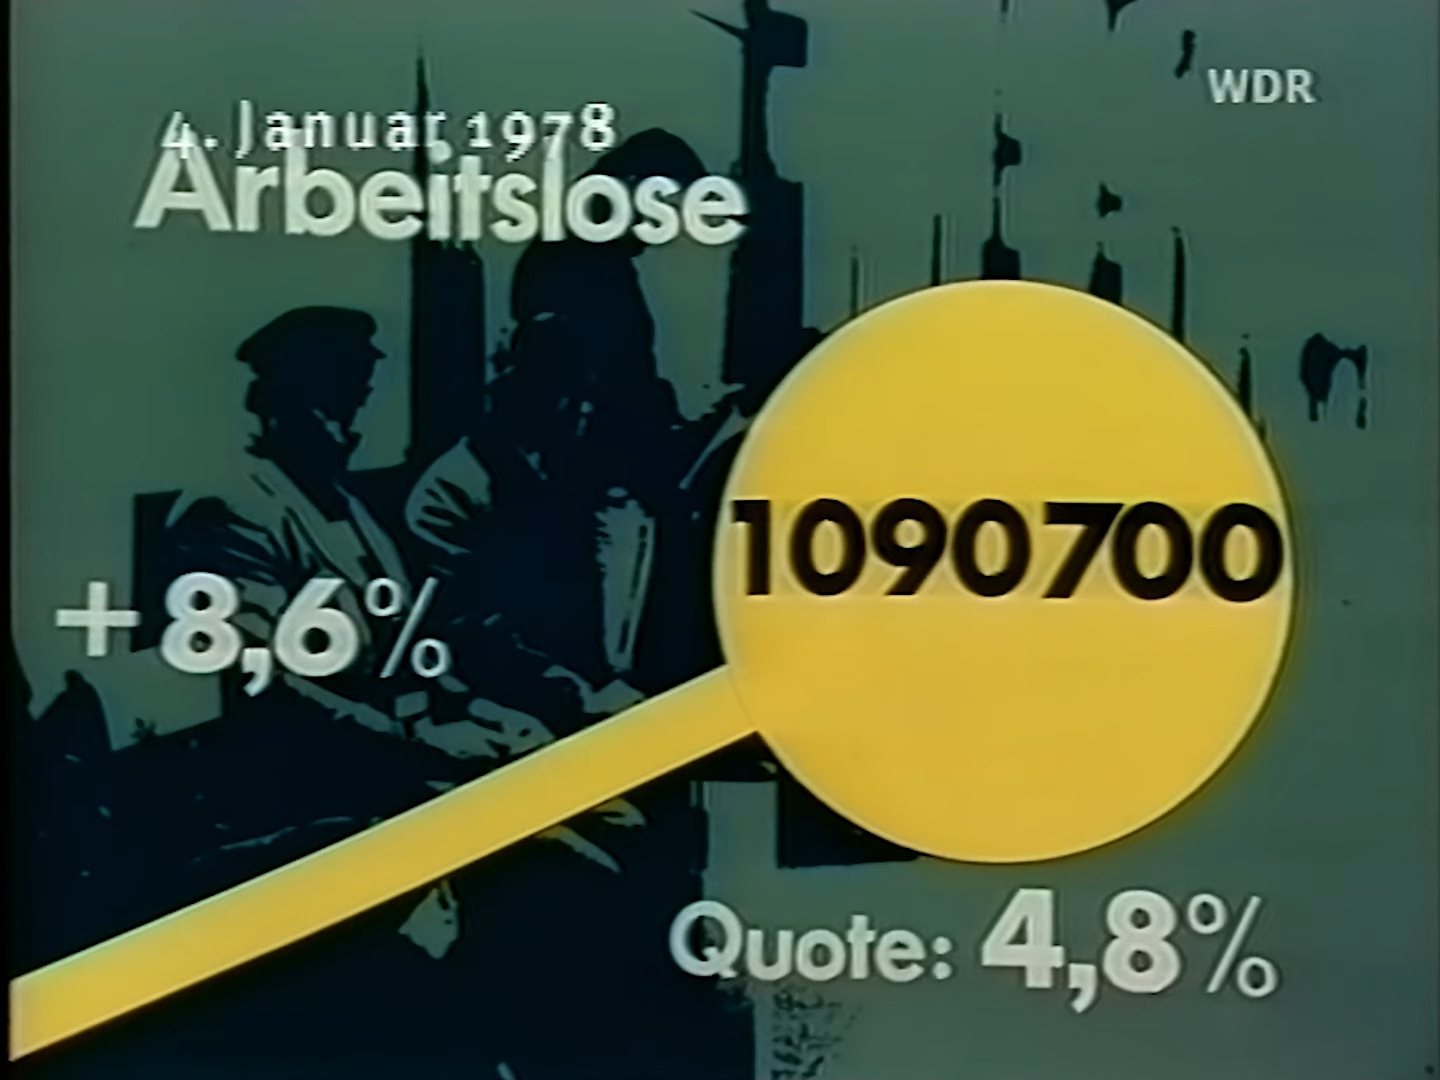 WDR
4. Januar 1978
Arbeitslose
1090700
+8,6%
Quote: 4,8%